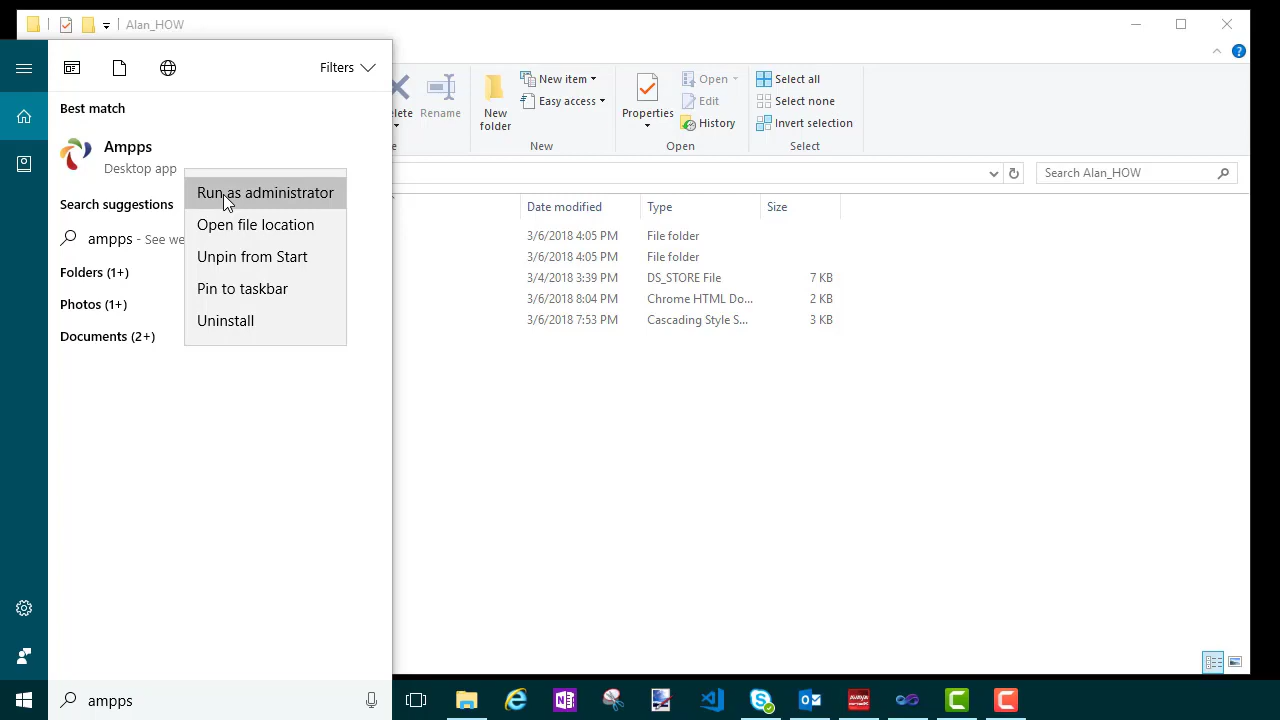 Alan_HOW
Filters
Best match
Ampps
Desktop app
Run as administrator
Open file location
Unpin from Start
Pin to taskbar
Uninstall
Search suggestions
ampps - See we
Folders (1+)
Photos (1+)
Documents (2+)
ampps
lete
Rename
e
New
folder
New item
Easy access
New
Properties
Open
Edit
History
Open
Select all
Select none
Invert selection
Select
Search Alan_HOW
Date modified Type Size
3/6/2018 4:05 PM File folder
3/6/2018 4:05 PM File folder
3/4/2018 3:39 PM DS_STORE File 7 KB
3/6/2018 8:04 PM Chrome HTML Do... 2 KB
3/6/2018 7:53 PM Cascading Style S... 3 KB